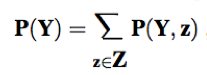 P(Y) = ∑ P(Y, z)
z∈Z